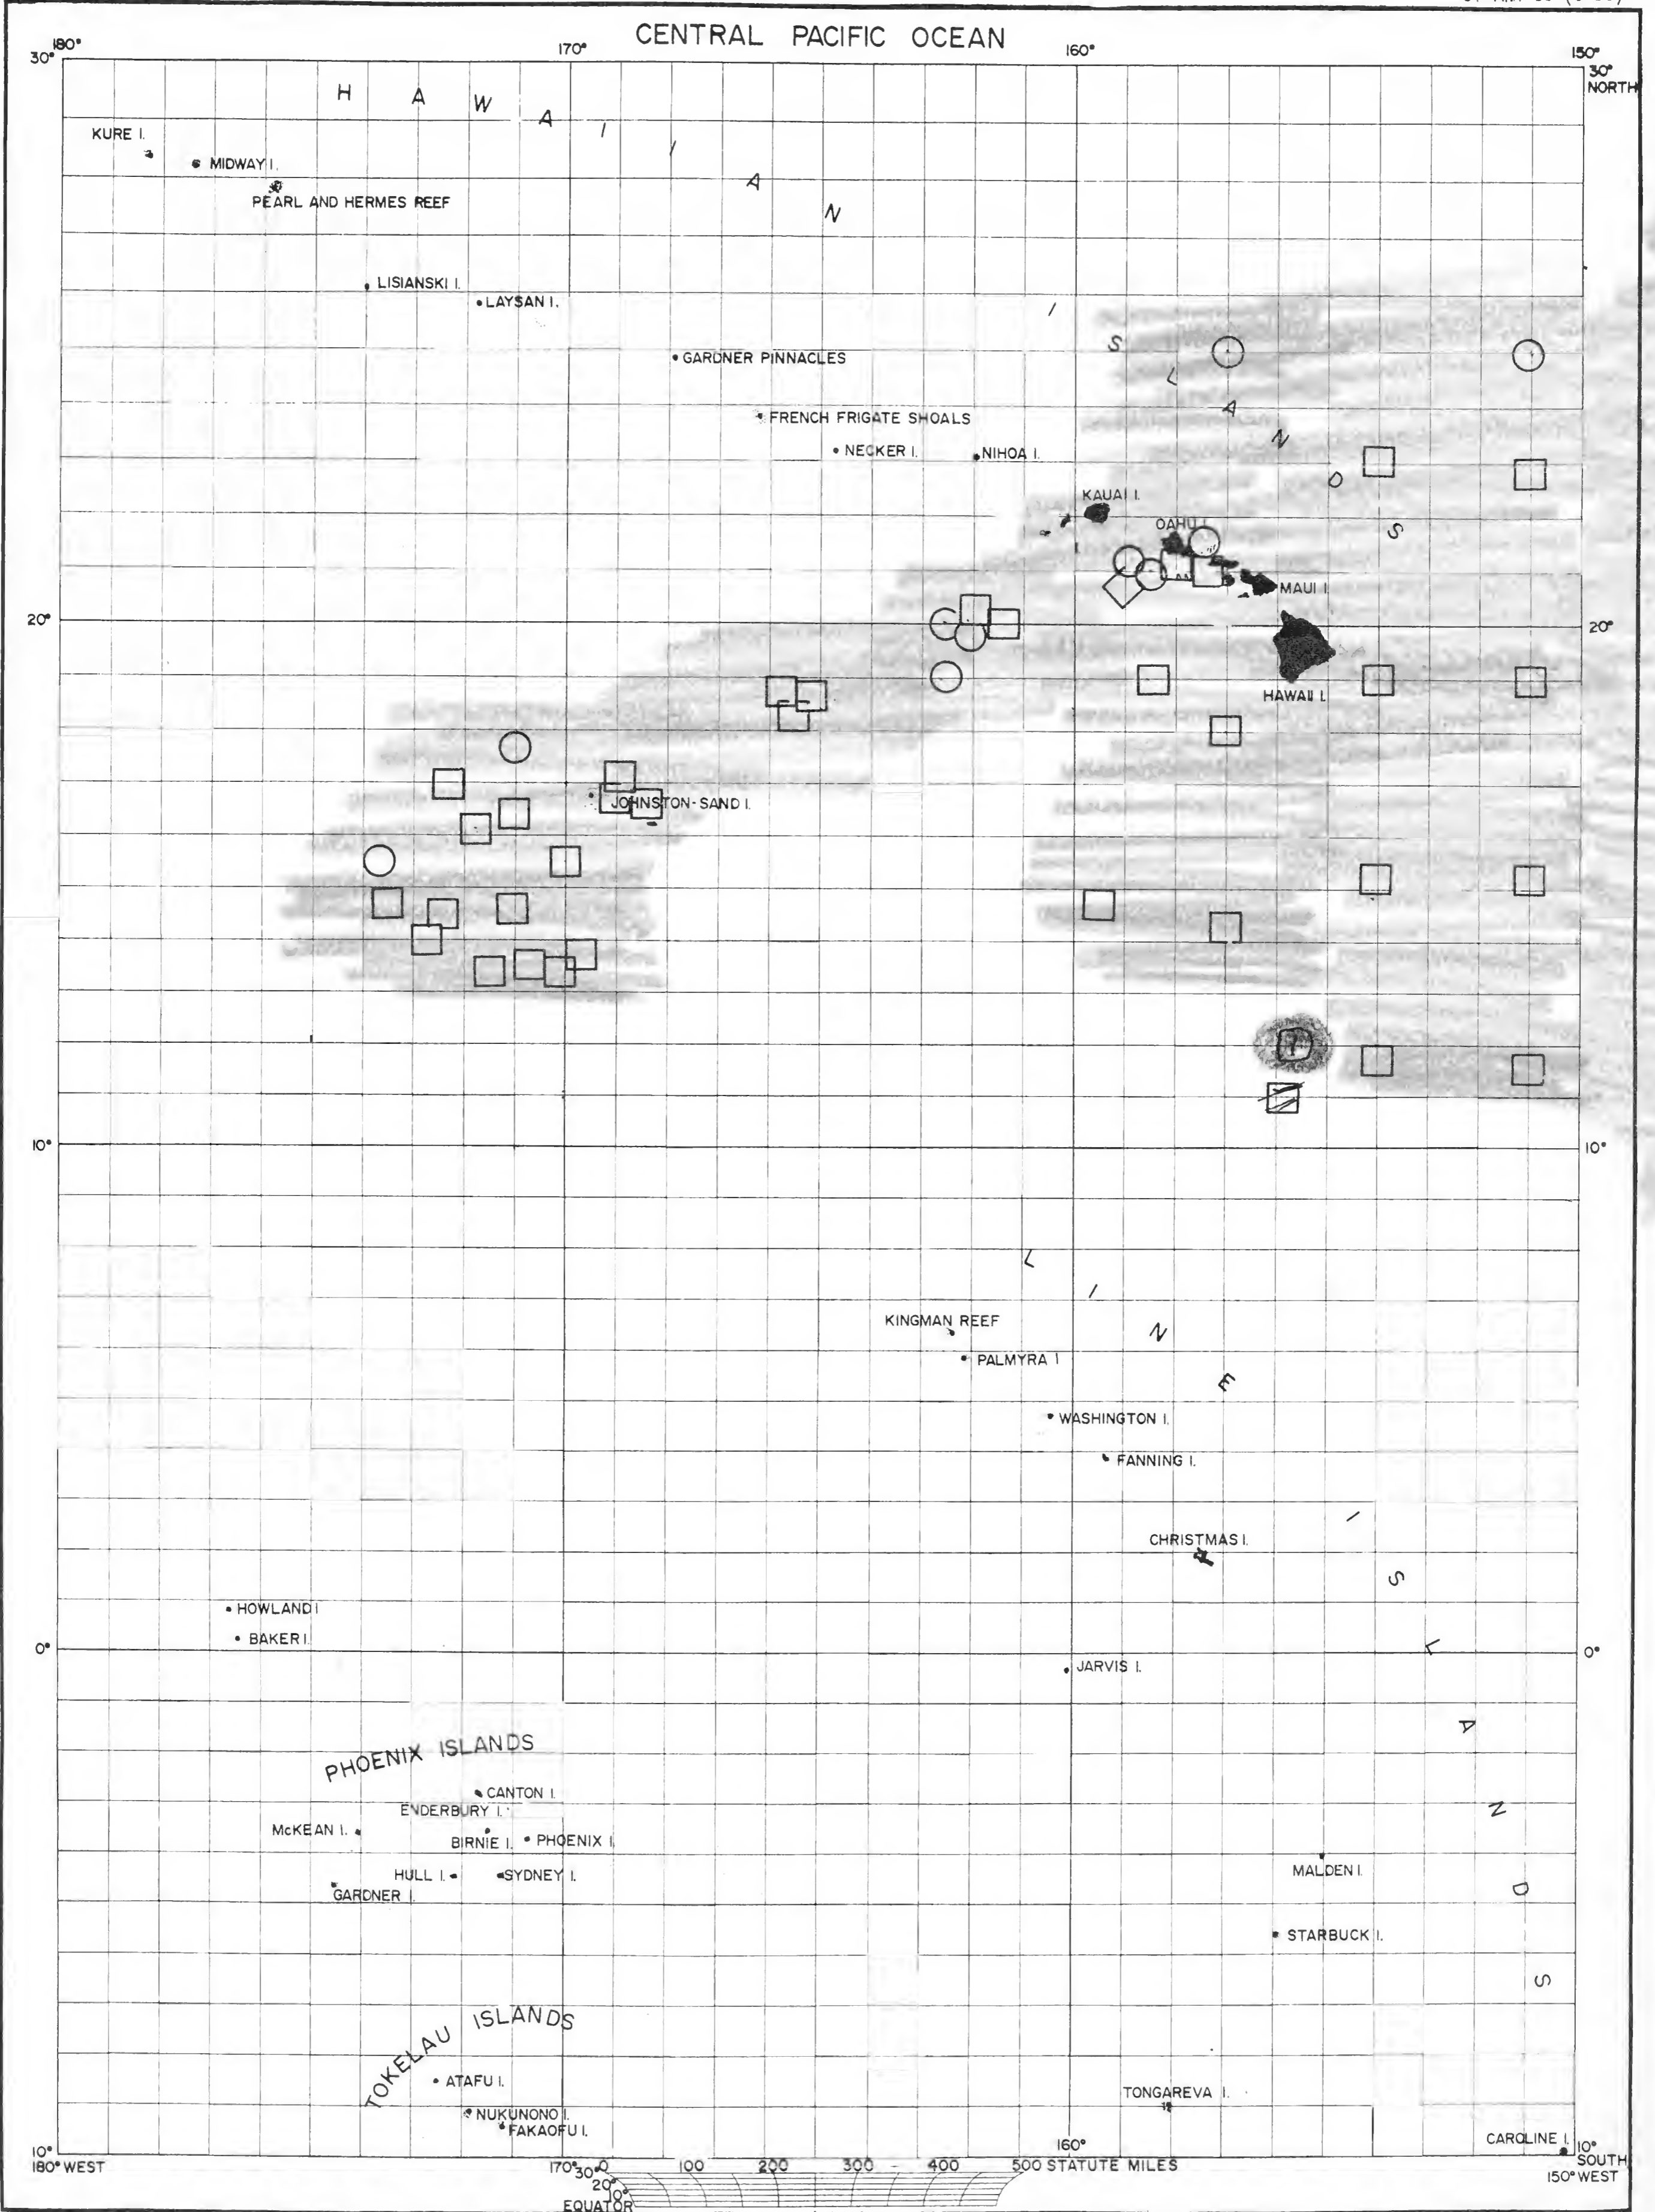 CENTRAL PACIFIC OCEAN
180° 170° 160° 150°
30° 30°
NORTH
H A W A I I A N
KURE I.
MIDWAY I.
PEARL AND HERMES REEF
LISIANSKI I.
LAYSAN I.
I S L A N D S
GARDNER PINNACLES
FRENCH FRIGATE SHOALS
NECKER I.
NIHOA I.
KAUAI I.
OAHU I.
MAUI I.
20° 20°
HAWAII I.
JOHNSTON-SAND I.
10° 10°
L I N E
KINGMAN REEF
PALMYRA I
WASHINGTON I.
FANNING I.
I S L A N D S
CHRISTMAS I.
HOWLAND I
BAKER I.
0° 0°
JARVIS I.
PHOENIX ISLANDS
CANTON I.
ENDERBURY I.
McKEAN I.
BIRNIE I.
PHOENIX I.
HULL I.
SYDNEY I.
GARDNER I.
MALDEN I.
STARBUCK I.
TOKELAU ISLANDS
ATAFU I.
NUKUNONO I.
FAKAOFU I.
TONGAREVA I.
CAROLINE I.
160°
10° 10°
SOUTH
180° WEST 170° 150° WEST
30° 0 100 200 300 400 500 STATUTE MILES
20°
10°
EQUATOR